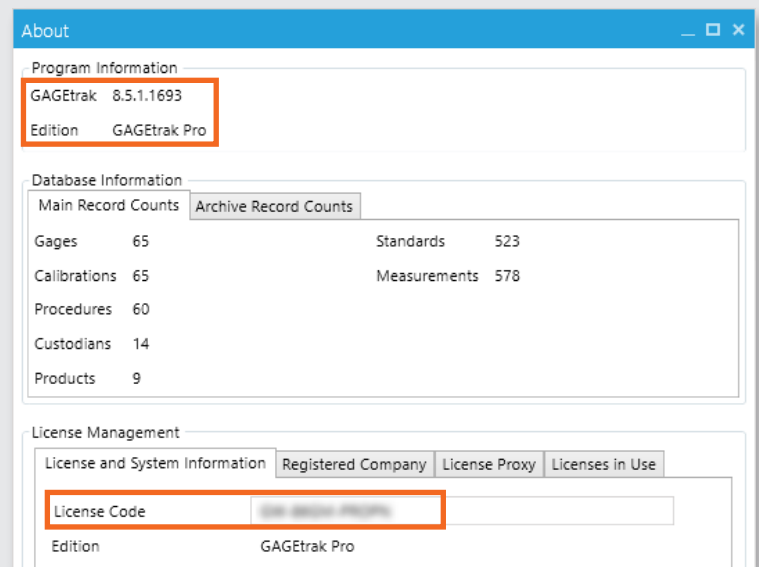 About
Program Information
GAGEtrak 8.5.1.1693
Edition GAGEtrak Pro
Database Information
Main Record Counts Archive Record Counts
Gages 65 Standards 523
Calibrations 65 Measurements 578
Procedures 60
Custodians 14
Products 9
License Management
License and System Information Registered Company License Proxy Licenses in Use
License Code
Edition GAGEtrak Pro